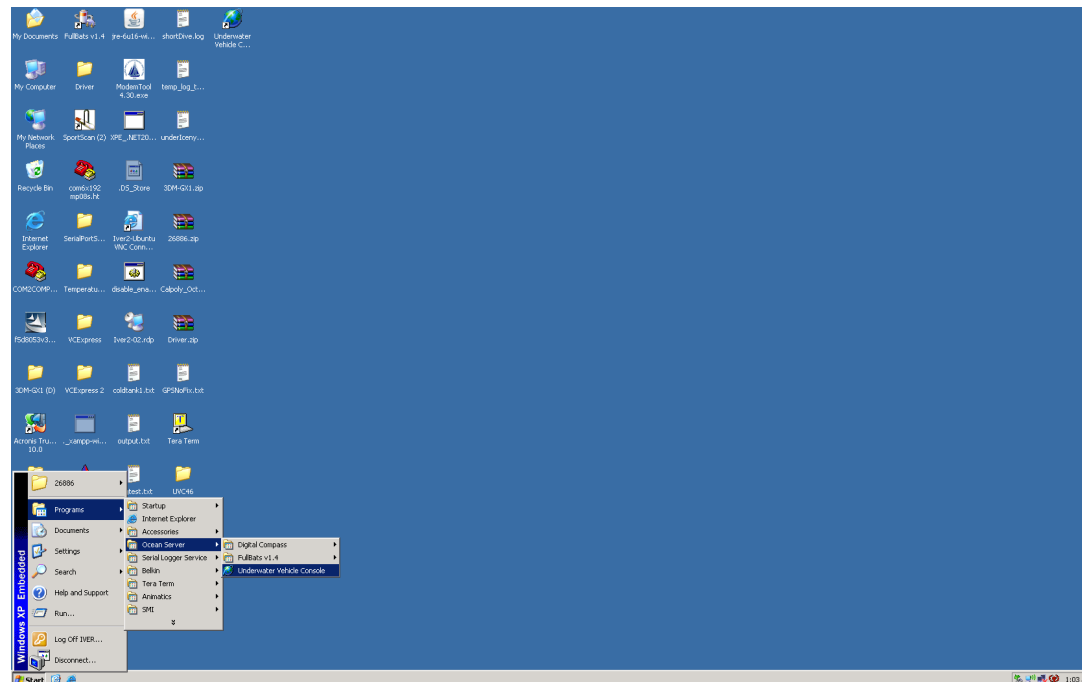 My Documents
FullBats v1.4
jre-6u16-wi...
shortDive.log
Underwater
Vehicle C...
My Computer
Driver
ModemTool
4.30.exe
temp_log_t...
My Network
Places
SportScan (2)
XPE_.NET20...
underIceny...
Recycle Bin
com6x192
mp08s.ht
.DS_Store
3DM-GX1.zip
Internet
Explorer
SerialPortS...
Iver2-Ubuntu
VNC Conn...
26886.zip
COM2COMP...
Temperatu...
disable_ena...
Calpoly_Oct...
f5d8053v3...
VCExpress
Iver2-02.rdp
Driver.zip
3DM-GX1 (D)
VCExpress 2
coldtank1.txt
GPSNoFix.txt
Acronis Tru...
10.0
._xampp-wi...
output.txt
Tera Term
test.txt
UVC46
26886
Programs
Documents
Settings
Search
Help and Support
Run...
Log Off IVER...
Disconnect...
Windows XP Embedded
Startup
Internet Explorer
Accessories
Ocean Server
Serial Logger Service
Belkin
Tera Term
Animatics
SMI
Digital Compass
FullBats v1.4
Underwater Vehicle Console
Start
1:03